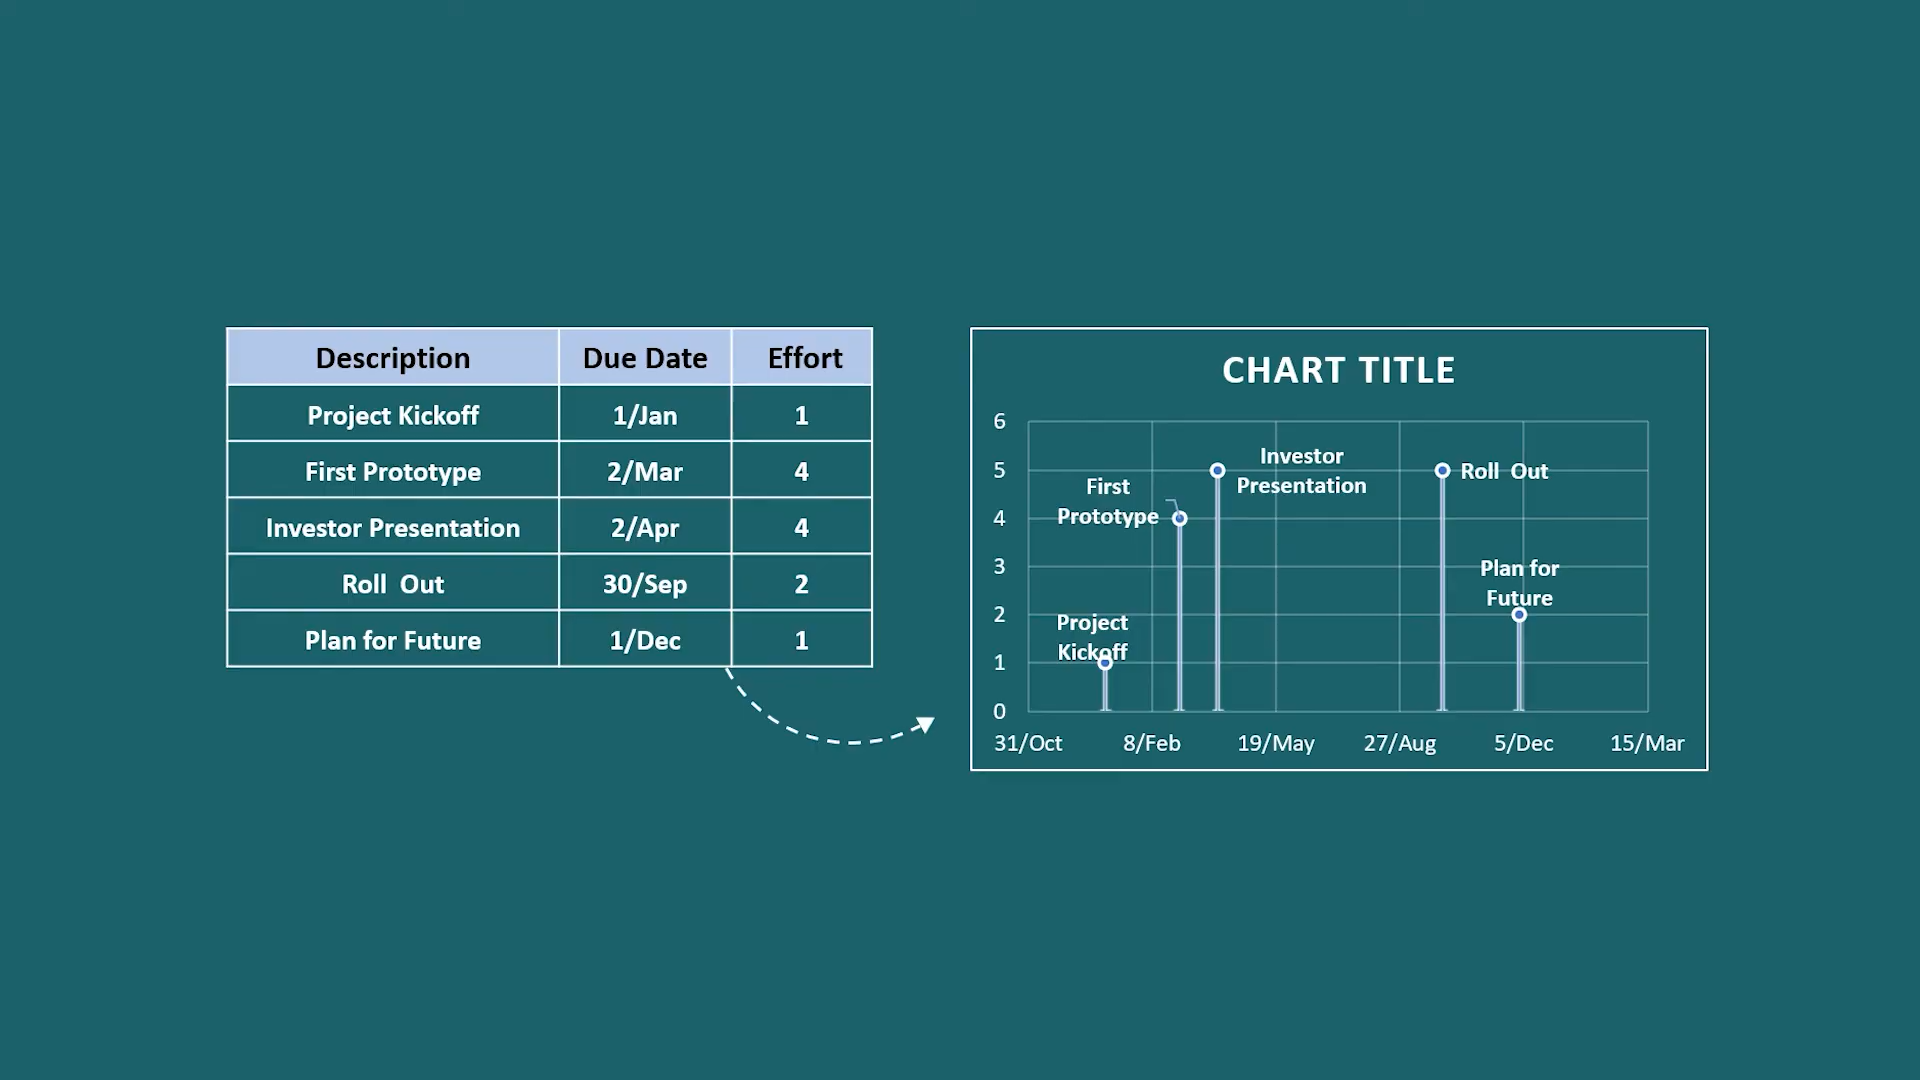 Description Due Date Effort
Project Kickoff 1/Jan 1
First Prototype 2/Mar 4
Investor Presentation 2/Apr 4
Roll  Out 30/Sep 2
Plan for Future 1/Dec 1
CHART TITLE
6
5
4
3
2
1
0
Project
Kickoff
First
Prototype
Investor
Presentation
Roll  Out
Plan for
Future
31/Oct 8/Feb 19/May 27/Aug 5/Dec 15/Mar